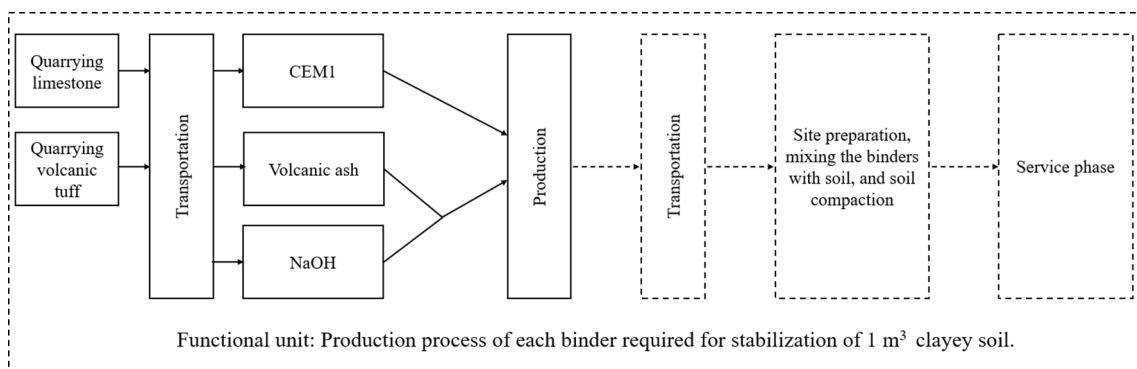 Quarrying
limestone
Quarrying
volcanic
tuff
Transportation
CEM1
Volcanic ash
NaOH
Production
Transportation
Site preparation,
mixing the binders
with soil, and soil
compaction
Service phase
Functional unit: Production process of each binder required for stabilization of 1 m³ clayey soil.